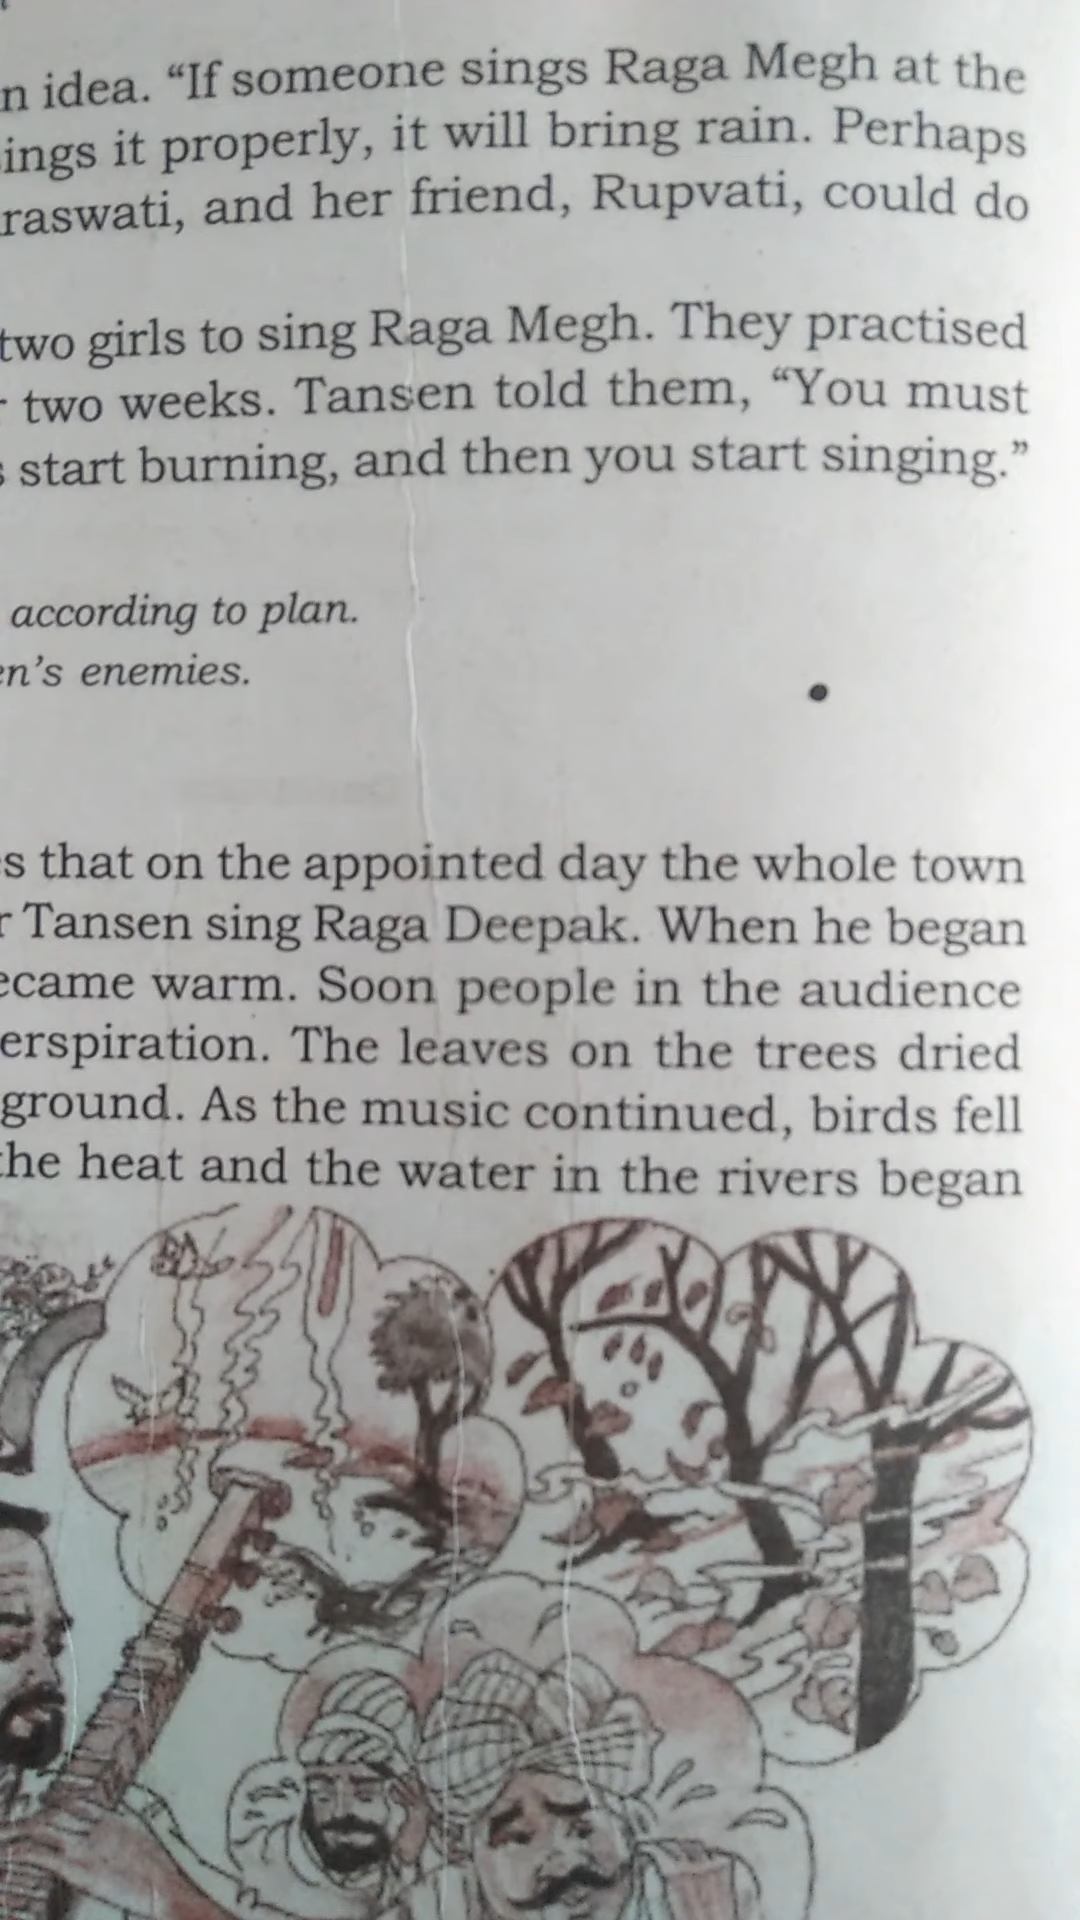 n idea. “If someone sings Raga Megh at the
ings it properly, it will bring rain. Perhaps
raswati, and her friend, Rupvati, could do
two girls to sing Raga Megh. They practised
r two weeks. Tansen told them, “You must
s start burning, and then you start singing.”
according to plan.
en’s enemies.
s that on the appointed day the whole town
r Tansen sing Raga Deepak. When he began
ecame warm. Soon people in the audience
erspiration. The leaves on the trees dried
ground. As the music continued, birds fell
the heat and the water in the rivers began